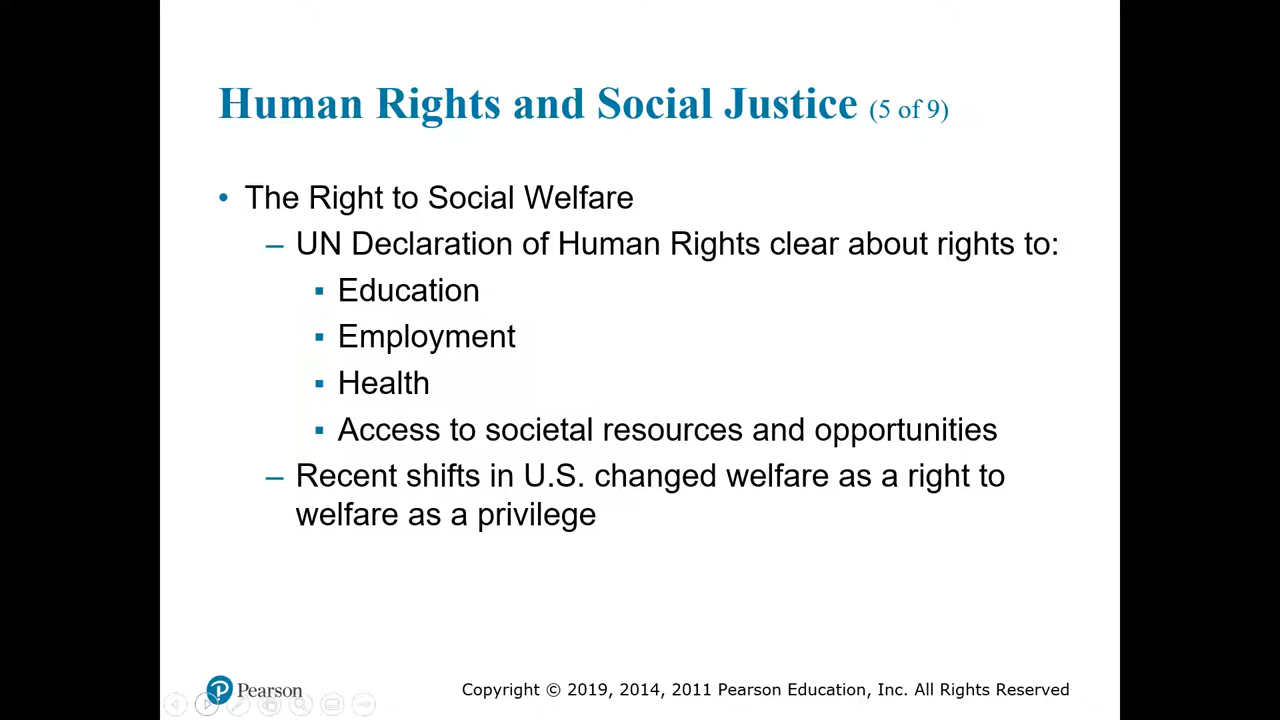 Human Rights and Social Justice (5 of 9)
• The Right to Social Welfare
– UN Declaration of Human Rights clear about rights to:
▪ Education
▪ Employment
▪ Health
▪ Access to societal resources and opportunities
– Recent shifts in U.S. changed welfare as a right to
welfare as a privilege
Pearson
Copyright © 2019, 2014, 2011 Pearson Education, Inc. All Rights Reserved